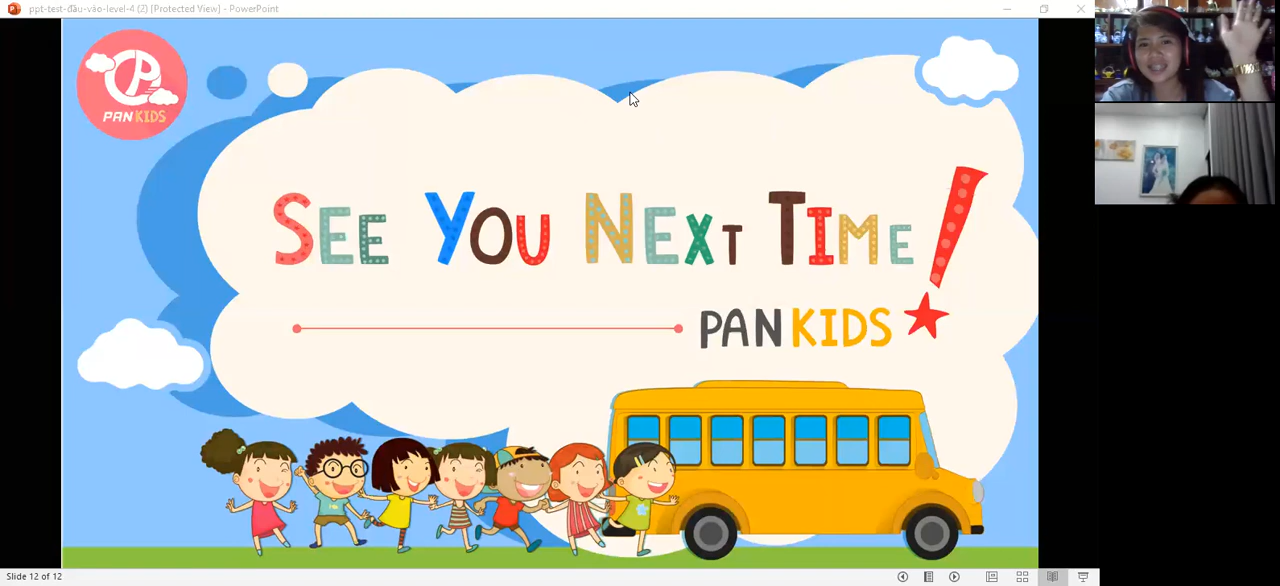 ppt-test-đầu-vào-level-4 (2) [Protected View] - PowerPoint
PAN KIDS
SEE YOU NEXT TIME!
PAN KIDS
Slide 12 of 12